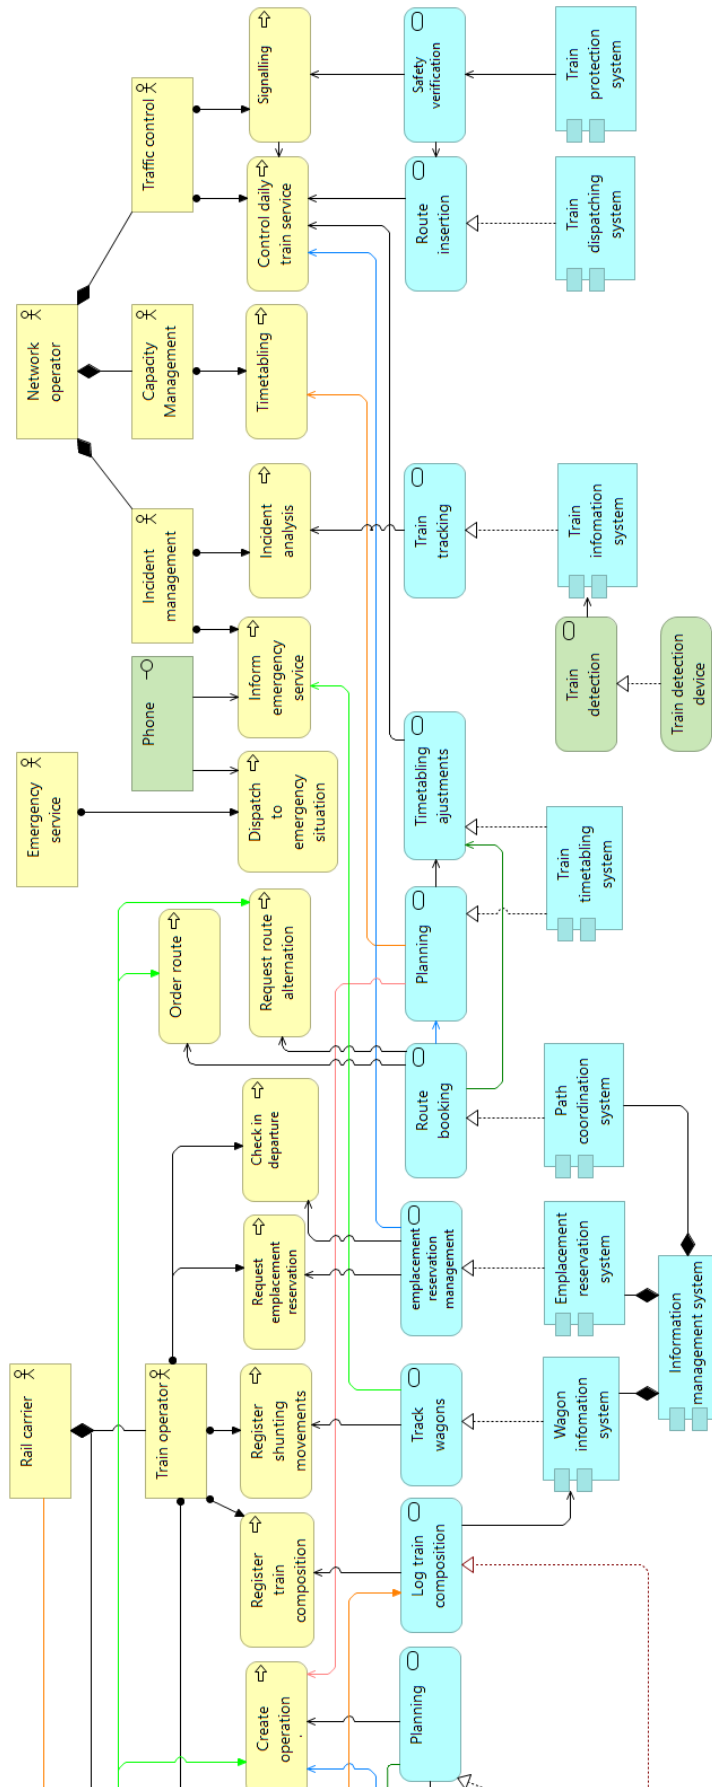 Signalling
Safety
verification
Train
protection
system
Traffic control
Control daily
train service
Route
insertion
Train
dispatching
system
Network
operator
Capacity
Management
Timetabling
Incident
management
Incident
analysis
Train
tracking
Train
infomation
system
Inform
emergency
service
Train
detection
Train detection
device
Phone
Emergency
service
Dispatch
to
emergency
situation
Timetabling
ajustments
Train
timetabling
system
Order route
Request route
alternation
Planning
Check in
departure
Route
booking
Path
coordination
system
Request
emplacement
reservation
emplacement
reservation
management
Emplacement
reservation
system
Information
management system
Rail carrier
Train operator
Register
shunting
movements
Track
wagons
Wagon
infomation
system
Register
train
composition
Log train
composition
Create
operation
.
Planning